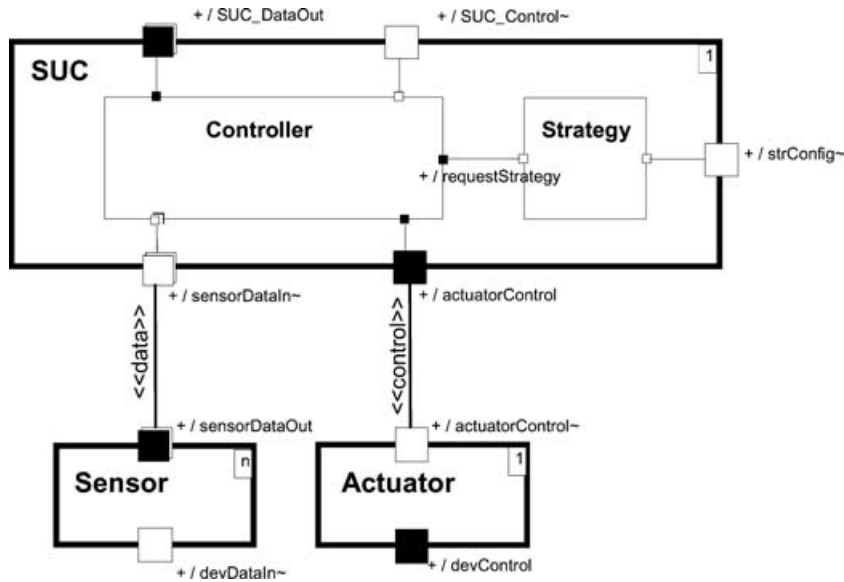 + / SUC_DataOut
+ / SUC_Control~
SUC
1
Controller
Strategy
+ / strConfig~
+ / requestStrategy
+ / sensorDataIn~
+ / actuatorControl
<<data>>
<<control>>
+ / sensorDataOut
+ / actuatorControl~
n
1
Sensor
Actuator
+ / devDataIn~
+ / devControl